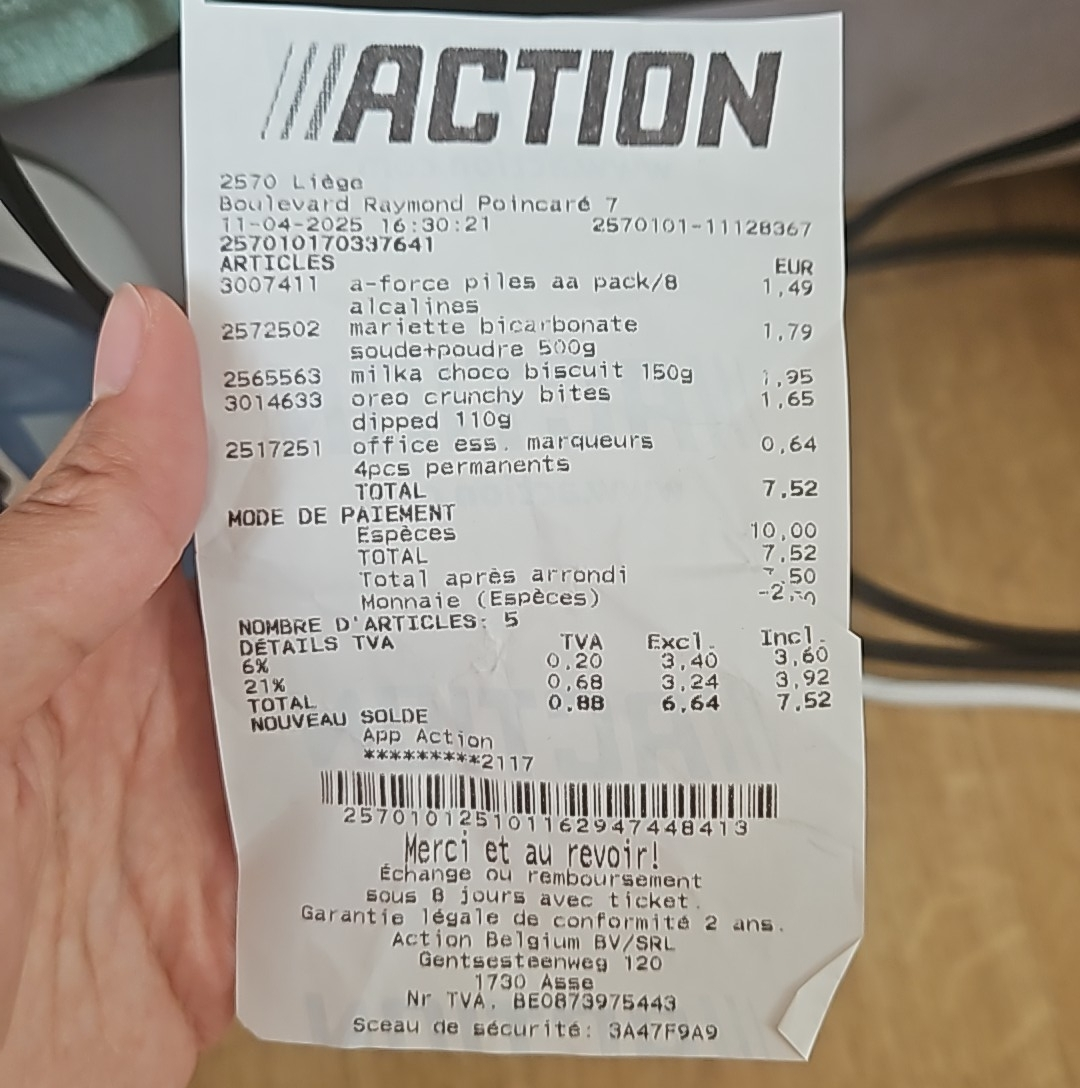 ACTION
2570 Liège
Boulevard Raymond Poincaré 7
11-04-2025 16:30:21 2570101-11128367
257010170337641
ARTICLES EUR
3007411 a-force piles aa pack/8 1,49
alcalines
2572502 mariette bicarbonate 1,79
soude+poudre 500g
2565563 milka choco biscuit 150g 1,95
3014633 oreo crunchy bites 1,65
dipped 110g
2517251 office ess. marqueurs 0,64
4pcs permanents
TOTAL 7,52
MODE DE PAIEMENT
Espèces 10,00
TOTAL 7,52
Total après arrondi 7,50
Monnaie (Espèces)
NOMBRE D'ARTICLES: 5
DÉTAILS TVA TVA Excl. Incl.
6% 0,20 3,40 3,60
21% 0,68 3,24 3,92
TOTAL 0,88 6,64 7,52
NOUVEAU SOLDE
App Action
*********2117
257010125101162947448413
Merci et au revoir!
Échange ou remboursement
sous 8 jours avec ticket.
Garantie légale de conformité 2 ans.
Action Belgium BV/SRL
Gentsesteenweg 120
1730 Asse
Nr TVA. BE0873975443
Sceau de sécurité: 3A47F9A9